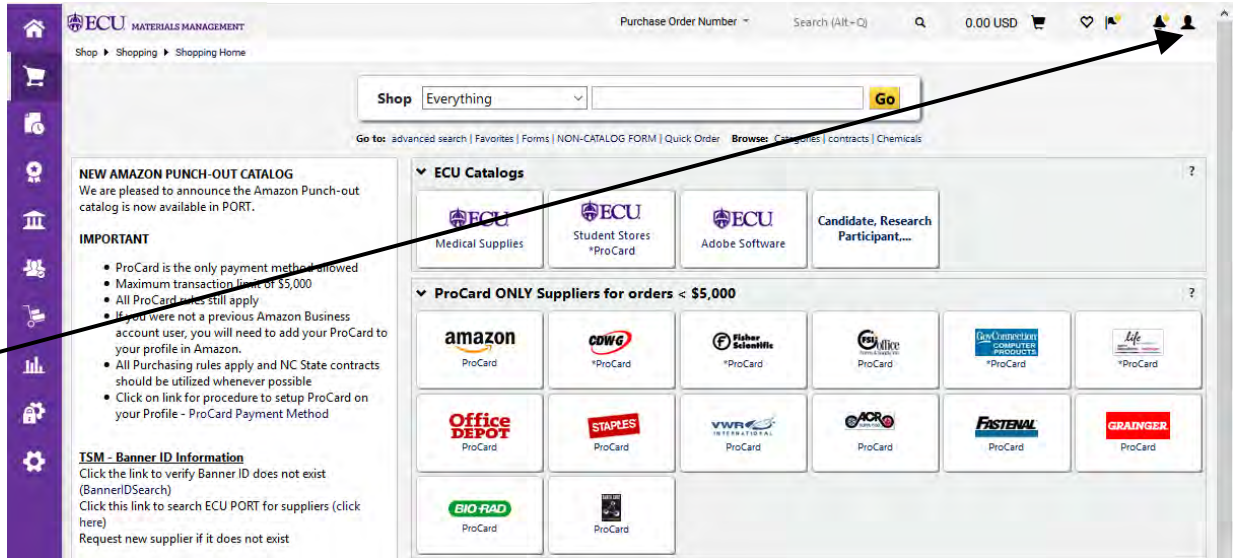 ECU MATERIALS MANAGEMENT
Purchase Order Number
Search (Alt+Q)
0.00 USD
Shop Shopping Shopping Home
Shop Everything Go
Go to: advanced search | Favorites | Forms | NON-CATALOG FORM | Quick Order Browse: Categories | contracts | Chemicals
NEW AMAZON PUNCH-OUT CATALOG
We are pleased to announce the Amazon Punch-out
catalog is now available in PORT.
IMPORTANT
• ProCard is the only payment method allowed
• Maximum transaction limit of $5,000
• All ProCard rules still apply
• If you were not a previous Amazon Business
account user, you will need to add your ProCard to
your profile in Amazon.
• All Purchasing rules apply and NC State contracts
should be utilized whenever possible
• Click on link for procedure to setup ProCard on
your Profile - ProCard Payment Method
TSM - Banner ID Information
Click the link to verify Banner ID does not exist
(BannerIDSearch)
Click this link to search ECU PORT for suppliers (click
here)
Request new supplier if it does not exist
ECU Catalogs ?
ECU
Medical Supplies
ECU
Student Stores
*ProCard
ECU
Adobe Software
Candidate, Research
Participant,....
ProCard ONLY Suppliers for orders < $5,000 ?
amazon
ProCard
CDWG
*ProCard
Fisher
Scientific
*ProCard
FSIoffice
ProCard
GovConnection
COMPUTER
PRODUCTS
*ProCard
life
*ProCard
Office
DEPOT
ProCard
STAPLES
ProCard
VWR
INTERNATIONAL
ProCard
ACR
ProCard
FASTENAL
ProCard
GRAINGER
ProCard
BIO-RAD
ProCard
ProCard